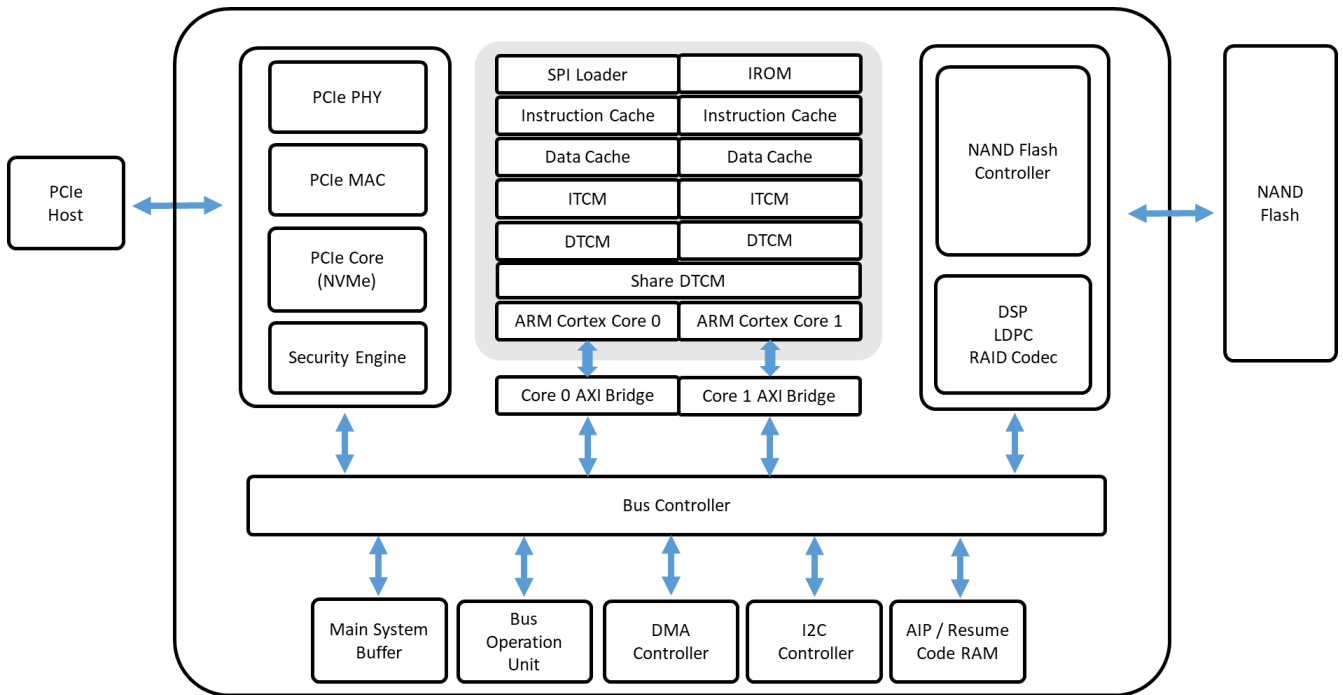 PCIe
Host
PCIe PHY
PCIe MAC
PCIe Core
(NVMe)
Security Engine
SPI Loader
IROM
Instruction Cache
Instruction Cache
Data Cache
Data Cache
ITCM
ITCM
DTCM
DTCM
Share DTCM
ARM Cortex Core 0
ARM Cortex Core 1
Core 0 AXI Bridge
Core 1 AXI Bridge
NAND Flash
Controller
DSP
LDPC
RAID Codec
NAND
Flash
Bus Controller
Main System
Buffer
Bus
Operation
Unit
DMA
Controller
I2C
Controller
AIP / Resume
Code RAM